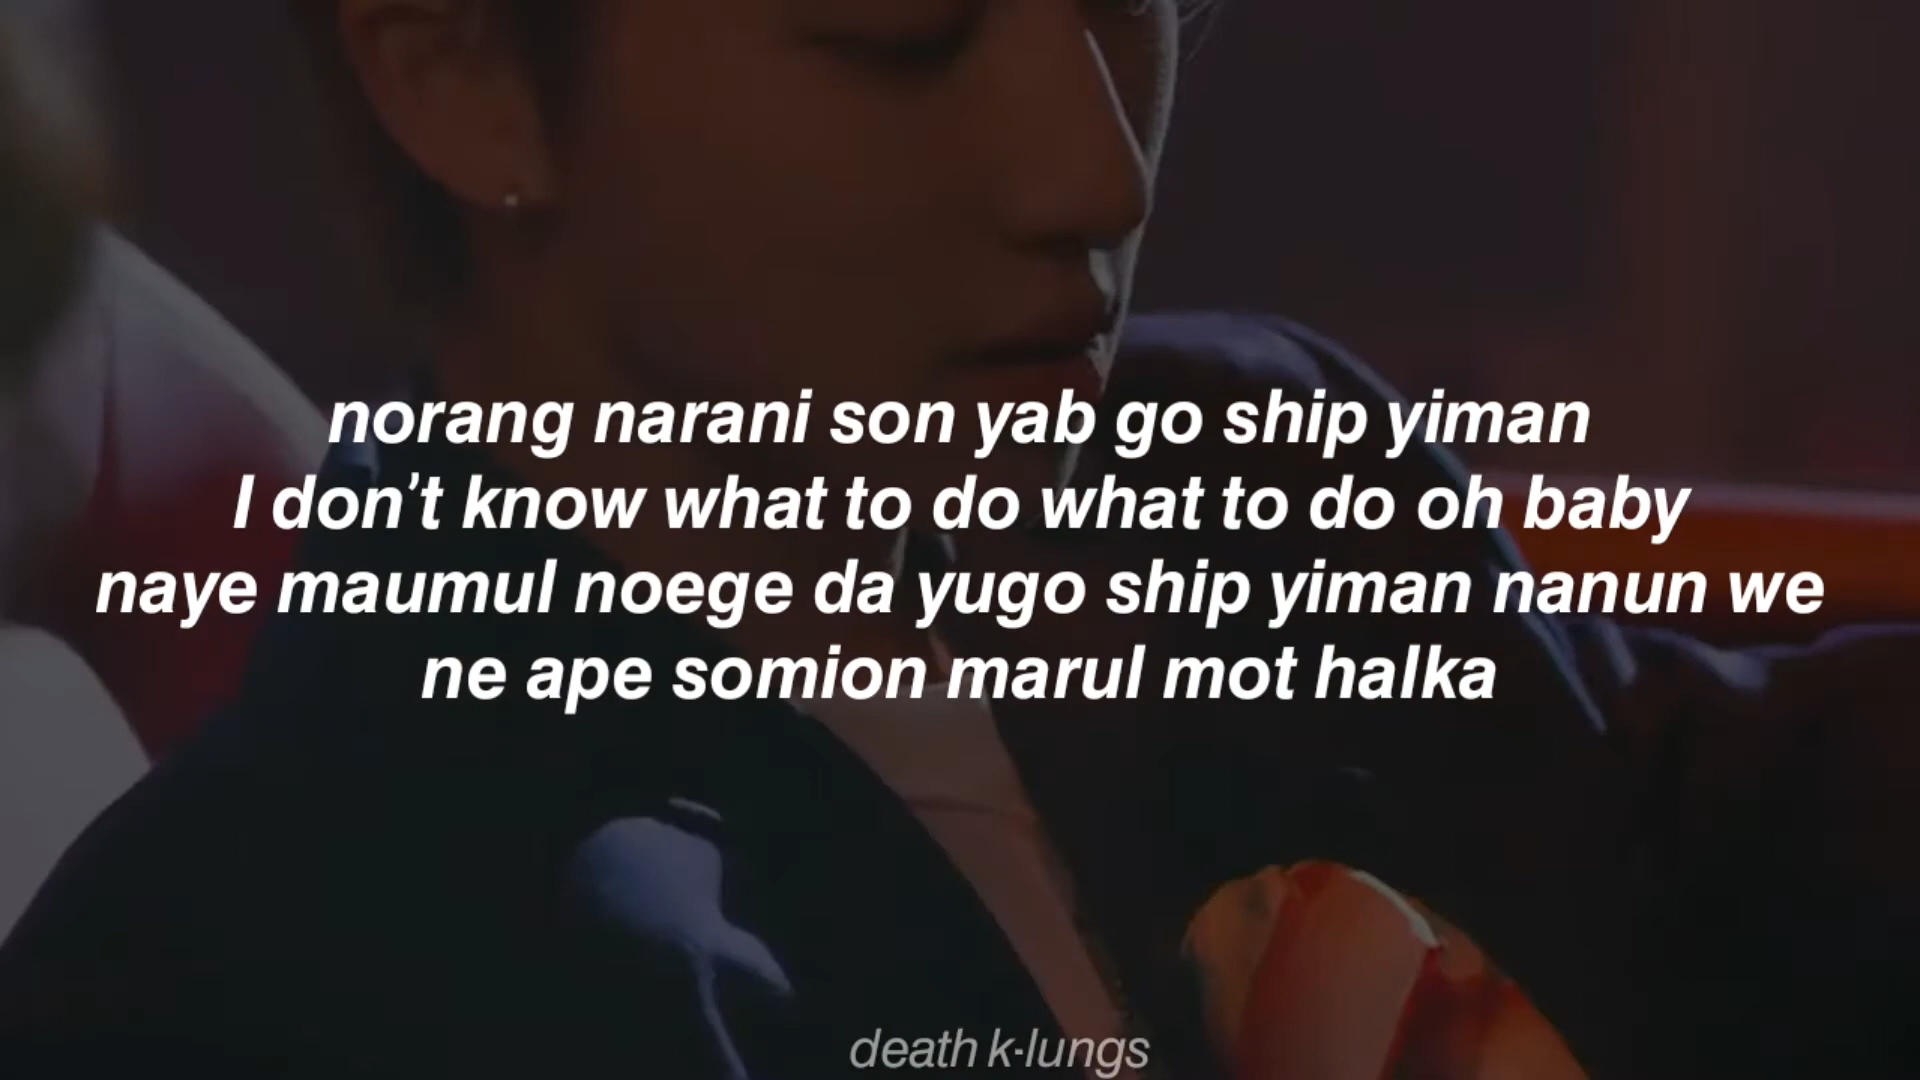 norang narani son yab go ship yiman
I don't know what to do what to do oh baby
naye maumul noege da yugo ship yiman nanun we
ne ape somion marul mot halka
death k-lungs